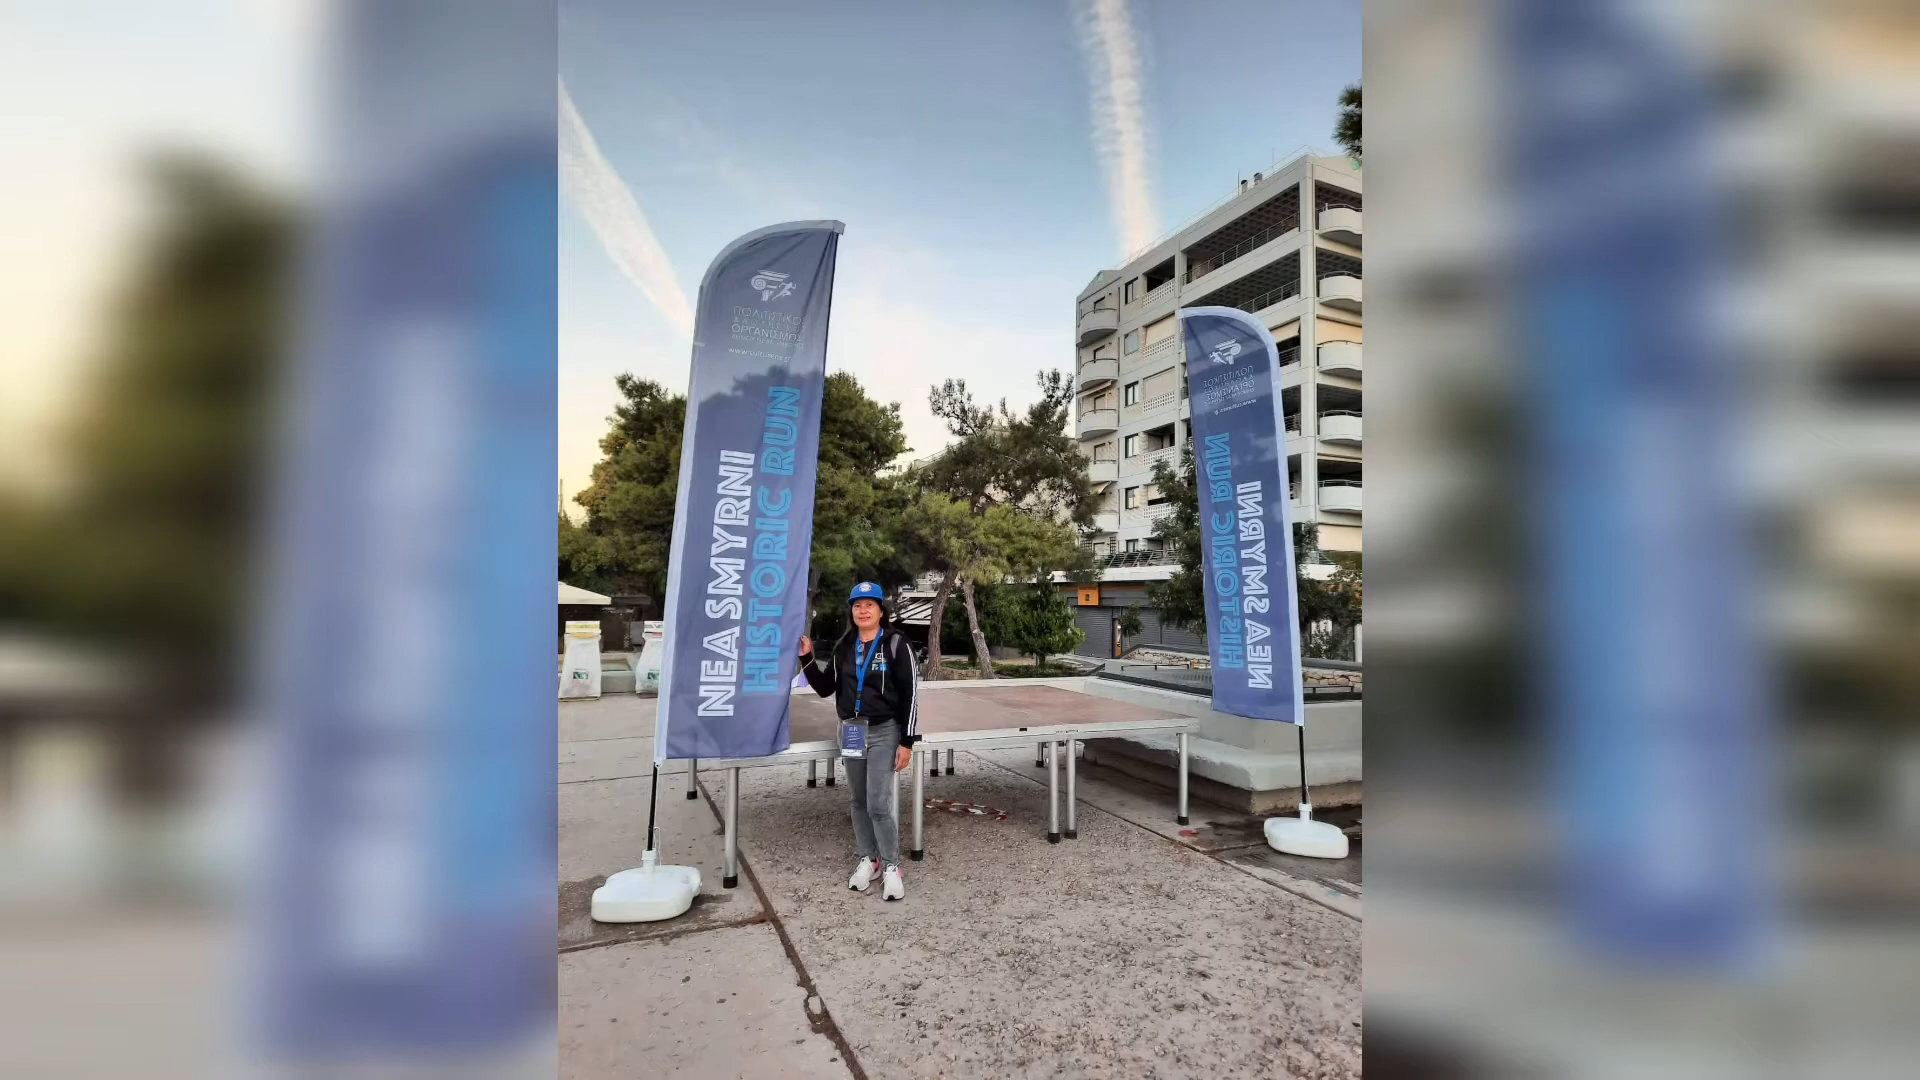 ΠΟΛΙΤΙΣΤΙΚΟΣ
ΟΡΓΑΝΙΣΜΟΣ
NEA SMYRNI
HISTORIC RUN
ΠΟΛΙΤΙΣΤΙΚΟΣ
ΟΡΓΑΝΙΣΜΟΣ
HISTORIC RUN
NEA SMYRNI